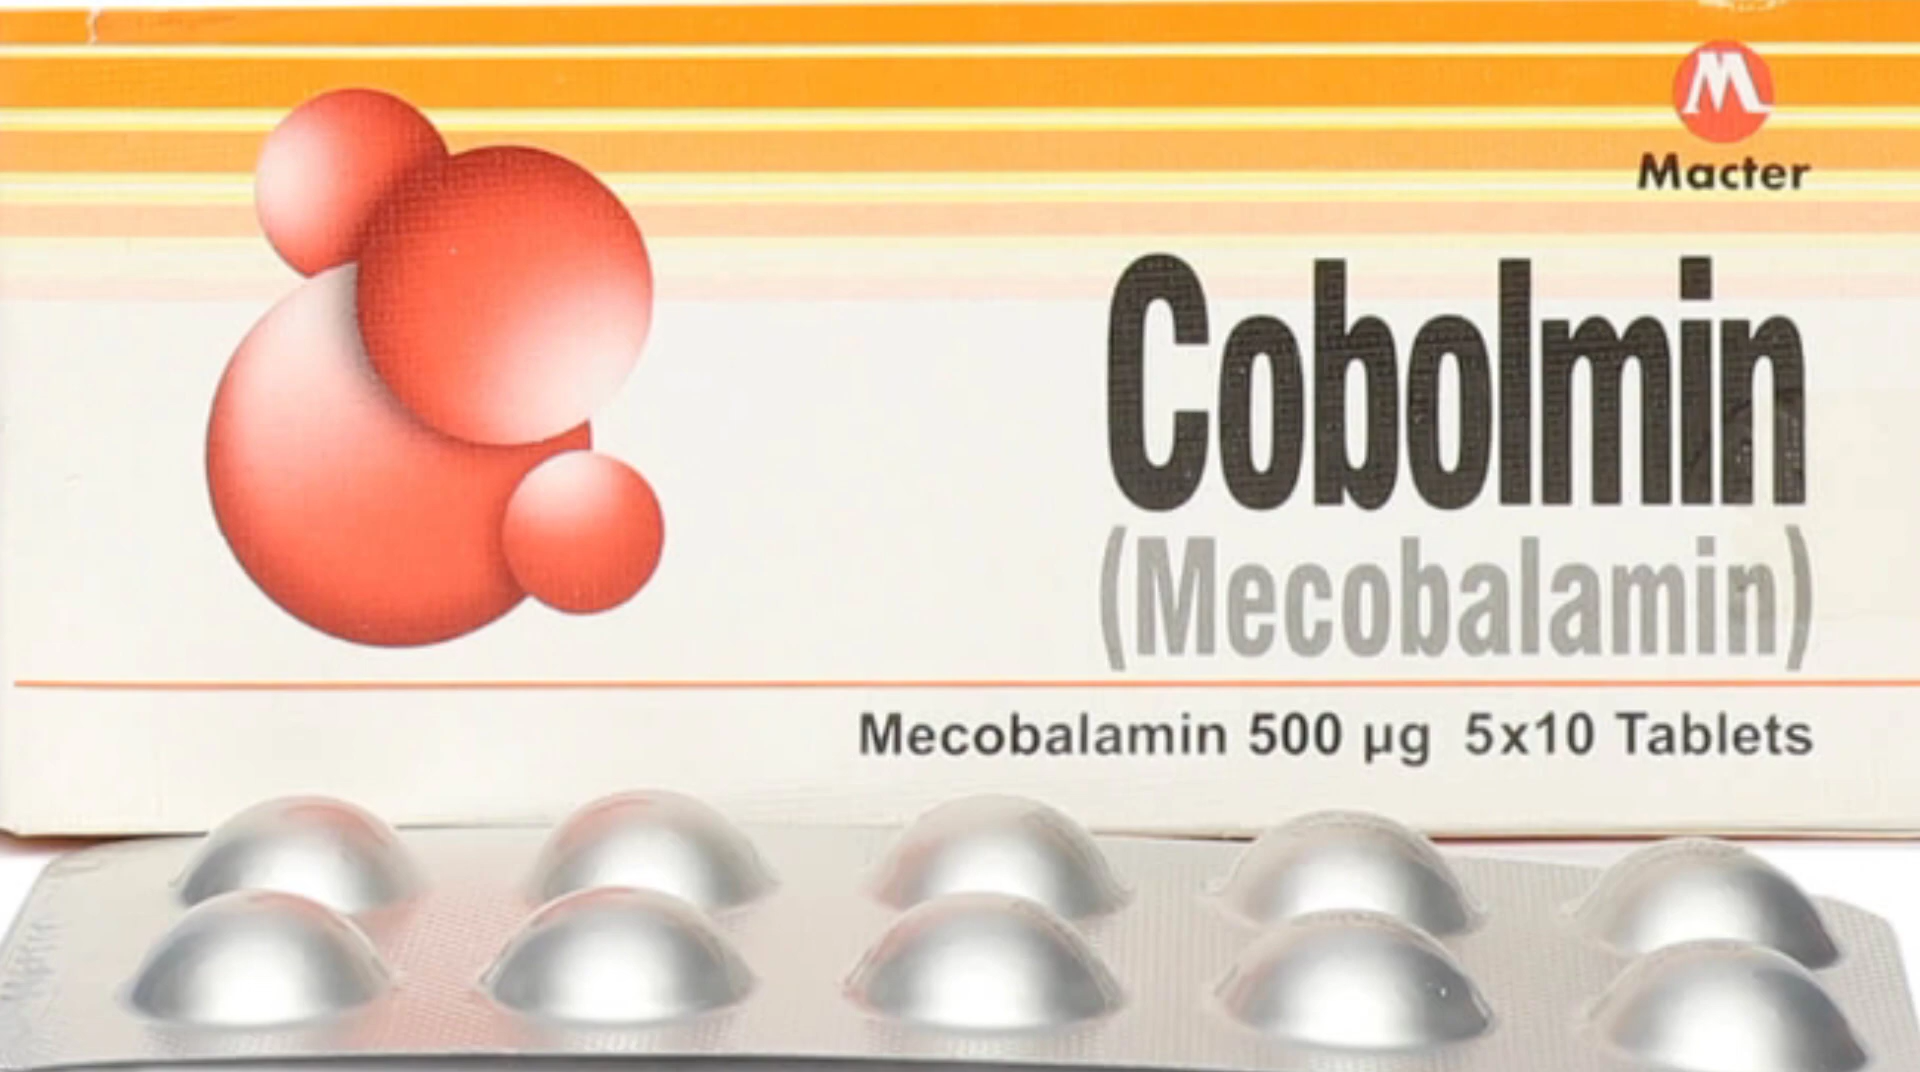 M
Macter
Cobolmin
(Mecobalamin)
Mecobalamin 500 µg 5x10 Tablets